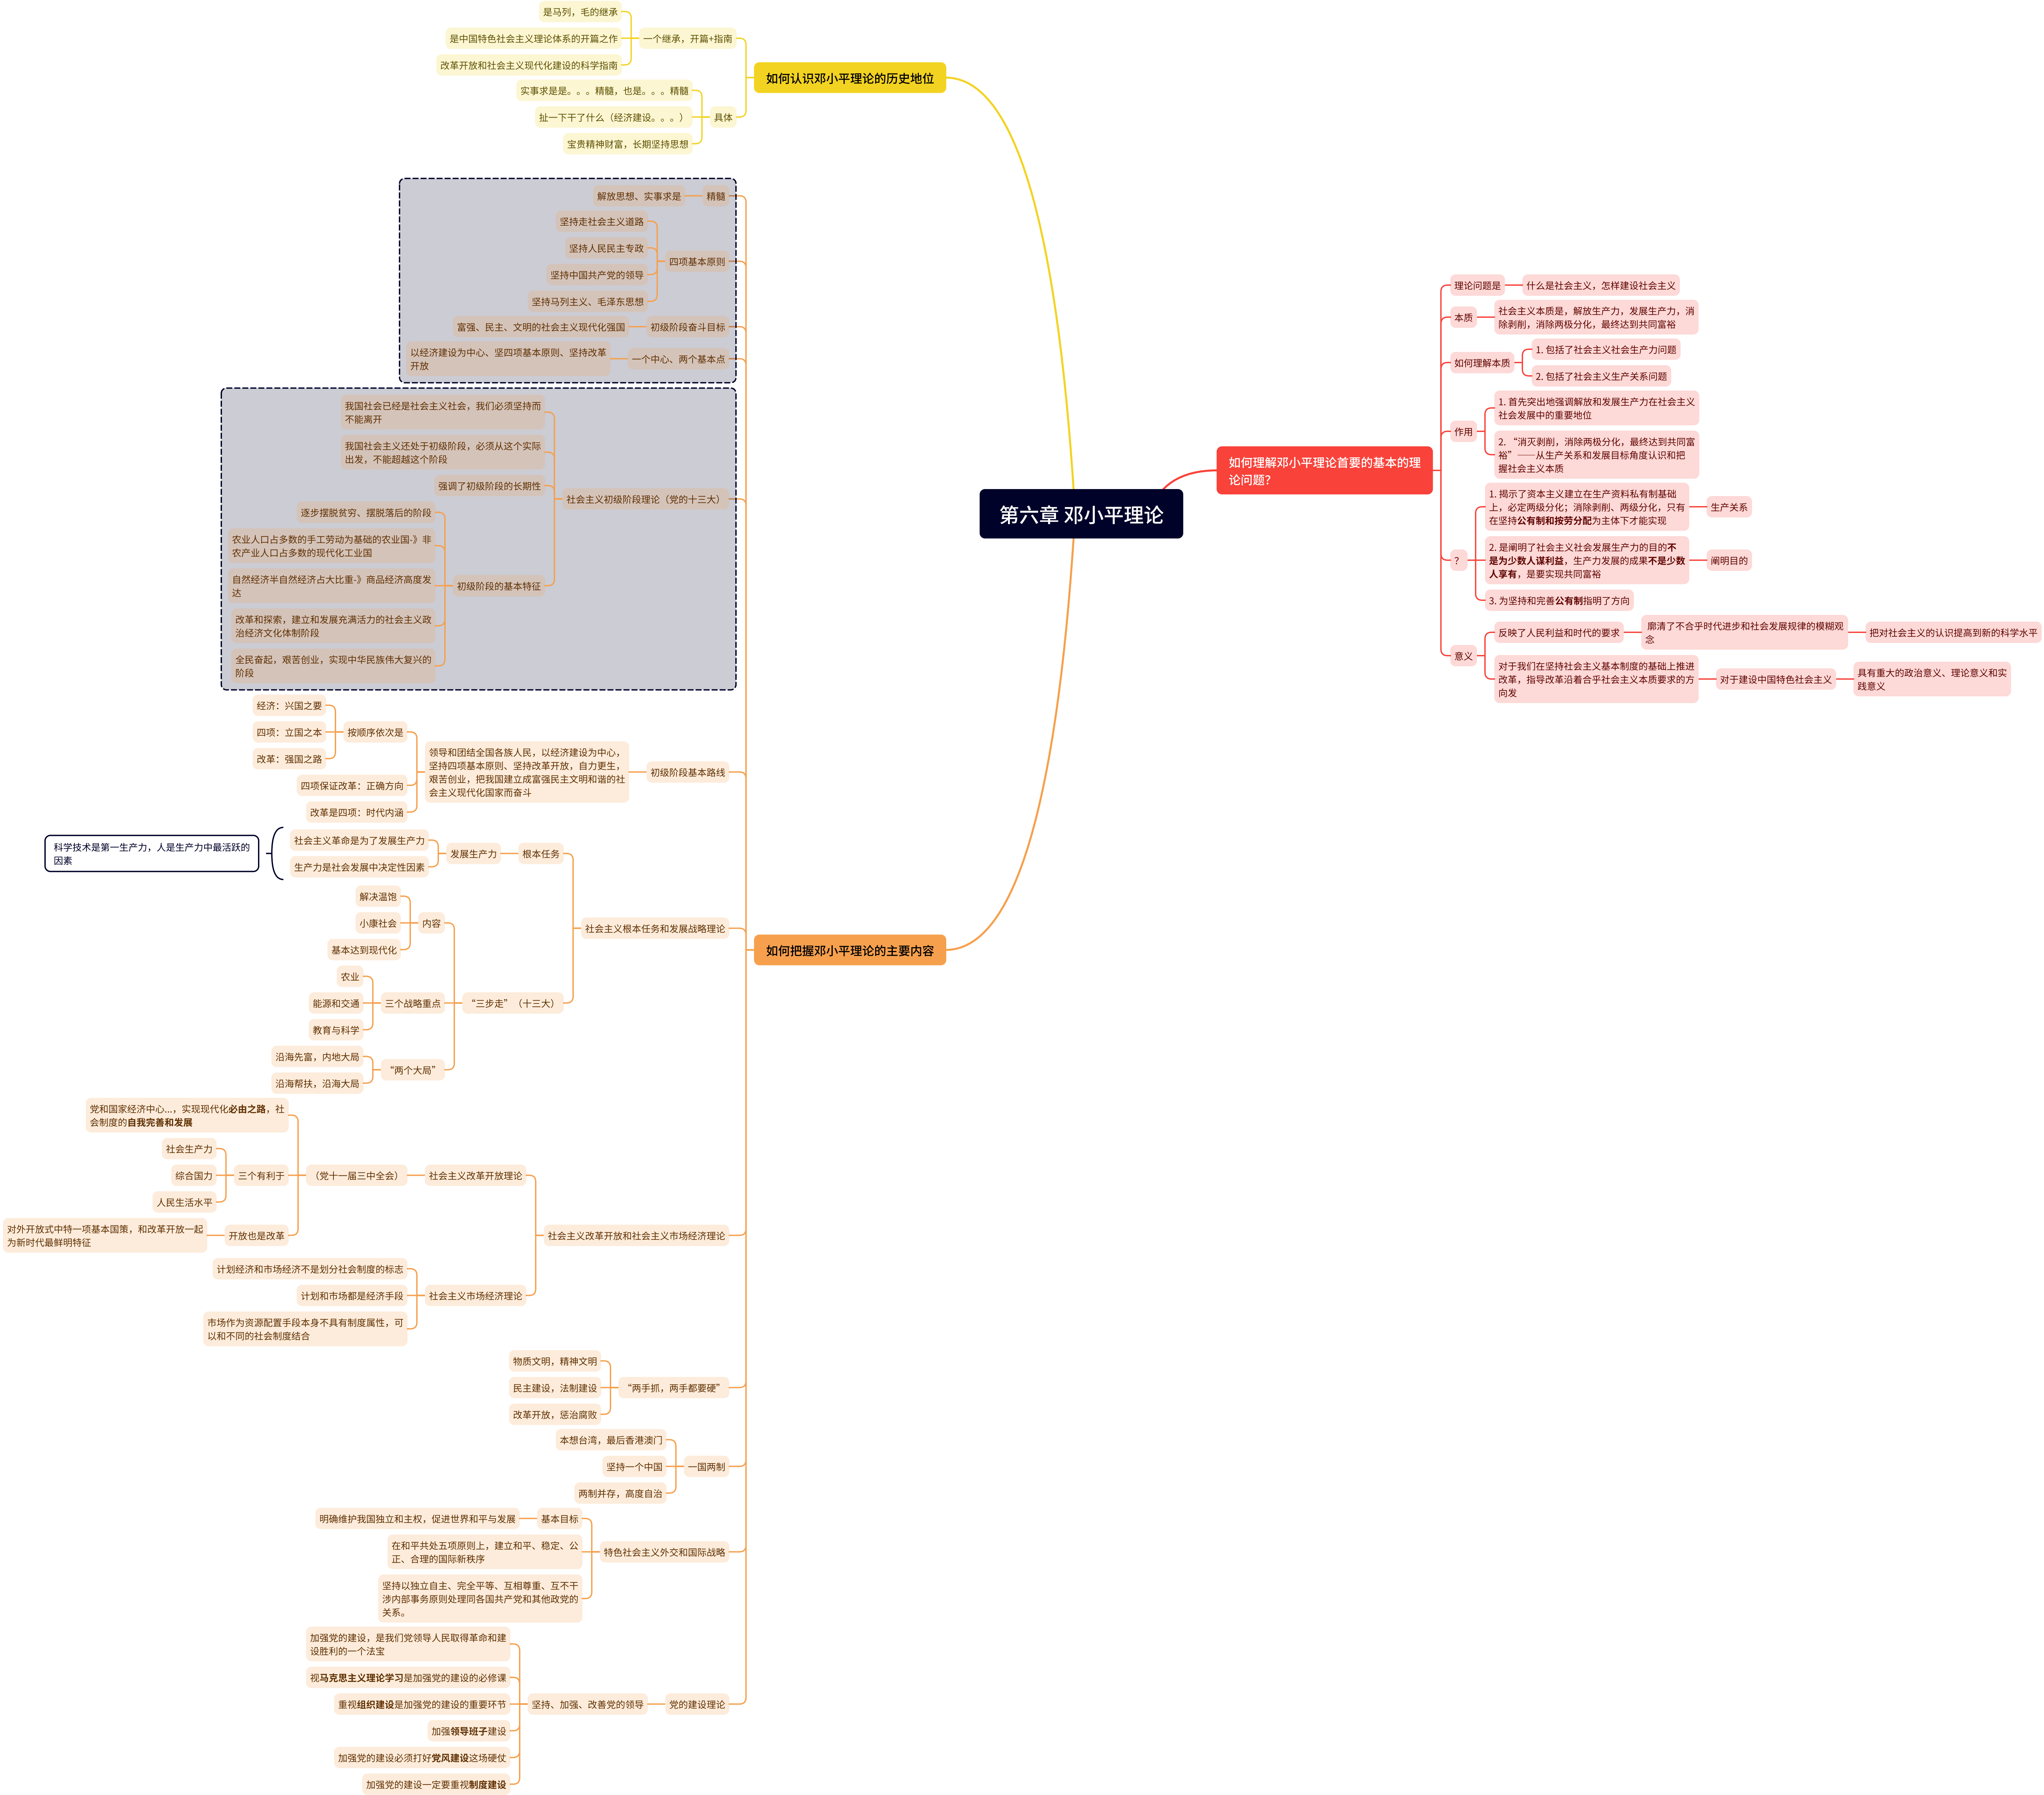 第六章 邓小平理论
如何理解邓小平理论首要的基本的理
论问题？
理论问题是
什么是社会主义，怎样建设社会主义
本质
社会主义本质是，解放生产力，发展生产力，消
除剥削，消除两极分化，最终达到共同富裕
如何理解本质
1. 包括了社会主义社会生产力问题
2. 包括了社会主义生产关系问题
作用
1. 首先突出地强调解放和发展生产力在社会主义
社会发展中的重要地位
2. “消灭剥削，消除两极分化，最终达到共同富
裕”——从生产关系和发展目标角度认识和把
握社会主义本质
？
1. 揭示了资本主义建立在生产资料私有制基础
上，必定两级分化；消除剥削、两级分化，只有
在坚持公有制和按劳分配为主体下才能实现
生产关系
2. 是阐明了社会主义社会发展生产力的目的不
是为少数人谋利益，生产力发展的成果不是少数
人享有，是要实现共同富裕
阐明目的
3. 为坚持和完善公有制指明了方向
意义
反映了人民利益和时代的要求
廓清了不合乎时代进步和社会发展规律的模糊观
念
把对社会主义的认识提高到新的科学水平
对于我们在坚持社会主义基本制度的基础上推进
改革，指导改革沿着合乎社会主义本质要求的方
向发
对于建设中国特色社会主义
具有重大的政治意义、理论意义和实
践意义
如何认识邓小平理论的历史地位
一个继承，开篇+指南
是马列，毛的继承
是中国特色社会主义理论体系的开篇之作
改革开放和社会主义现代化建设的科学指南
具体
实事求是是。。。精髓，也是。。。精髓
扯一下干了什么（经济建设。。。）
宝贵精神财富，长期坚持思想
如何把握邓小平理论的主要内容
精髓
解放思想、实事求是
四项基本原则
坚持走社会主义道路
坚持人民民主专政
坚持中国共产党的领导
坚持马列主义、毛泽东思想
初级阶段奋斗目标
富强、民主、文明的社会主义现代化强国
一个中心、两个基本点
以经济建设为中心、坚四项基本原则、坚持改革
开放
社会主义初级阶段理论（党的十三大）
我国社会已经是社会主义社会，我们必须坚持而
不能离开
我国社会主义还处于初级阶段，必须从这个实际
出发，不能超越这个阶段
强调了初级阶段的长期性
初级阶段的基本特征
逐步摆脱贫穷、摆脱落后的阶段
农业人口占多数的手工劳动为基础的农业国-》非
农产业人口占多数的现代化工业国
自然经济半自然经济占大比重-》商品经济高度发
达
改革和探索，建立和发展充满活力的社会主义政
治经济文化体制阶段
全民奋起，艰苦创业，实现中华民族伟大复兴的
阶段
初级阶段基本路线
领导和团结全国各族人民，以经济建设为中心，
坚持四项基本原则、坚持改革开放，自力更生，
艰苦创业，把我国建立成富强民主文明和谐的社
会主义现代化国家而奋斗
按顺序依次是
经济：兴国之要
四项：立国之本
改革：强国之路
四项保证改革：正确方向
改革是四项：时代内涵
社会主义根本任务和发展战略理论
根本任务
发展生产力
社会主义革命是为了发展生产力
生产力是社会发展中决定性因素
科学技术是第一生产力，人是生产力中最活跃的
因素
“三步走”（十三大）
内容
解决温饱
小康社会
基本达到现代化
三个战略重点
农业
能源和交通
教育与科学
“两个大局”
沿海先富，内地大局
沿海帮扶，沿海大局
社会主义改革开放和社会主义市场经济理论
社会主义改革开放理论
（党十一届三中全会）
党和国家经济中心...，实现现代化必由之路，社
会制度的自我完善和发展
三个有利于
社会生产力
综合国力
人民生活水平
开放也是改革
对外开放式中特一项基本国策，和改革开放一起
为新时代最鲜明特征
社会主义市场经济理论
计划经济和市场经济不是划分社会制度的标志
计划和市场都是经济手段
市场作为资源配置手段本身不具有制度属性，可
以和不同的社会制度结合
“两手抓，两手都要硬”
物质文明，精神文明
民主建设，法制建设
改革开放，惩治腐败
一国两制
本想台湾，最后香港澳门
坚持一个中国
两制并存，高度自治
特色社会主义外交和国际战略
基本目标
明确维护我国独立和主权，促进世界和平与发展
在和平共处五项原则上，建立和平、稳定、公
正、合理的国际新秩序
坚持以独立自主、完全平等、互相尊重、互不干
涉内部事务原则处理同各国共产党和其他政党的
关系。
党的建设理论
坚持、加强、改善党的领导
加强党的建设，是我们党领导人民取得革命和建
设胜利的一个法宝
视马克思主义理论学习是加强党的建设的必修课
重视组织建设是加强党的建设的重要环节
加强领导班子建设
加强党的建设必须打好党风建设这场硬仗
加强党的建设一定要重视制度建设